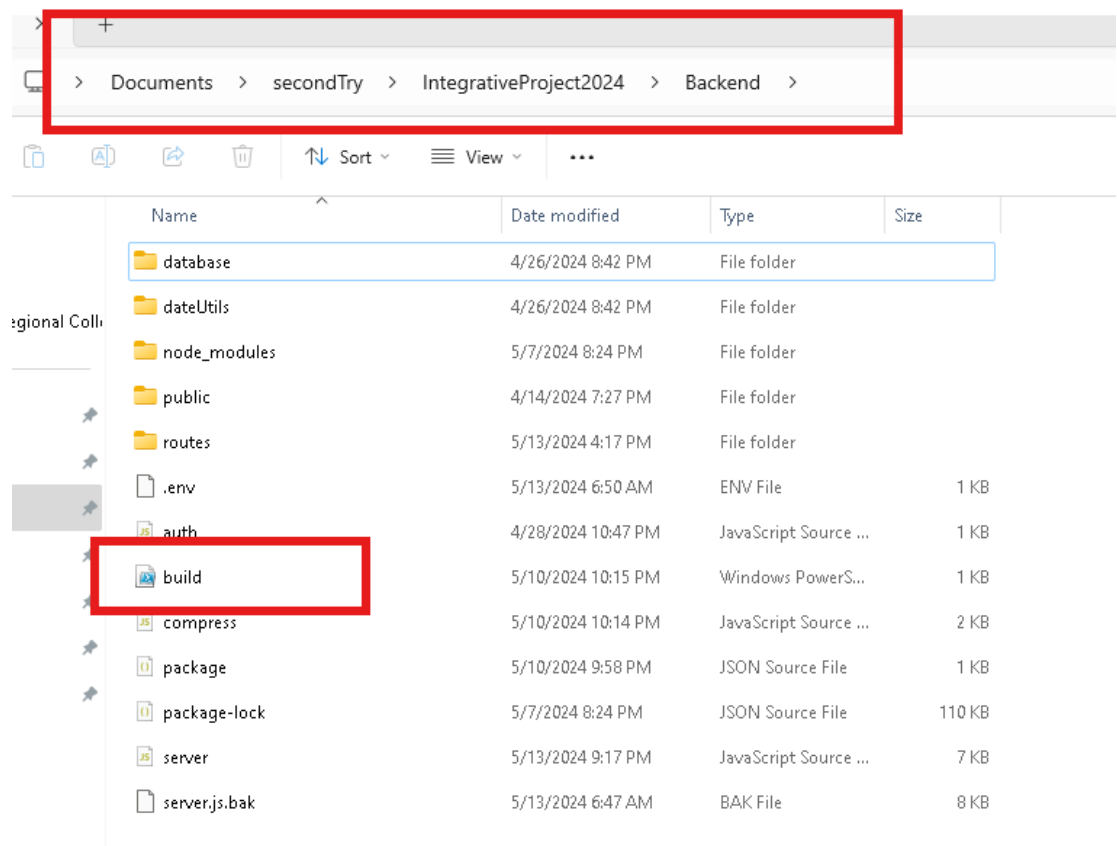 Documents > secondTry > IntegrativeProject2024 > Backend >
Sort View ...
Name Date modified Type Size
database 4/26/2024 8:42 PM File folder
dateUtils 4/26/2024 8:42 PM File folder
egional Coll
node_modules 5/7/2024 8:24 PM File folder
public 4/14/2024 7:27 PM File folder
routes 5/13/2024 4:17 PM File folder
.env 5/13/2024 6:50 AM ENV File 1 KB
auth 4/28/2024 10:47 PM JavaScript Source ... 1 KB
build 5/10/2024 10:15 PM Windows PowerS... 1 KB
compress 5/10/2024 10:14 PM JavaScript Source ... 2 KB
package 5/10/2024 9:58 PM JSON Source File 1 KB
package-lock 5/7/2024 8:24 PM JSON Source File 110 KB
server 5/13/2024 9:17 PM JavaScript Source ... 7 KB
server.js.bak 5/13/2024 6:47 AM BAK File 8 KB